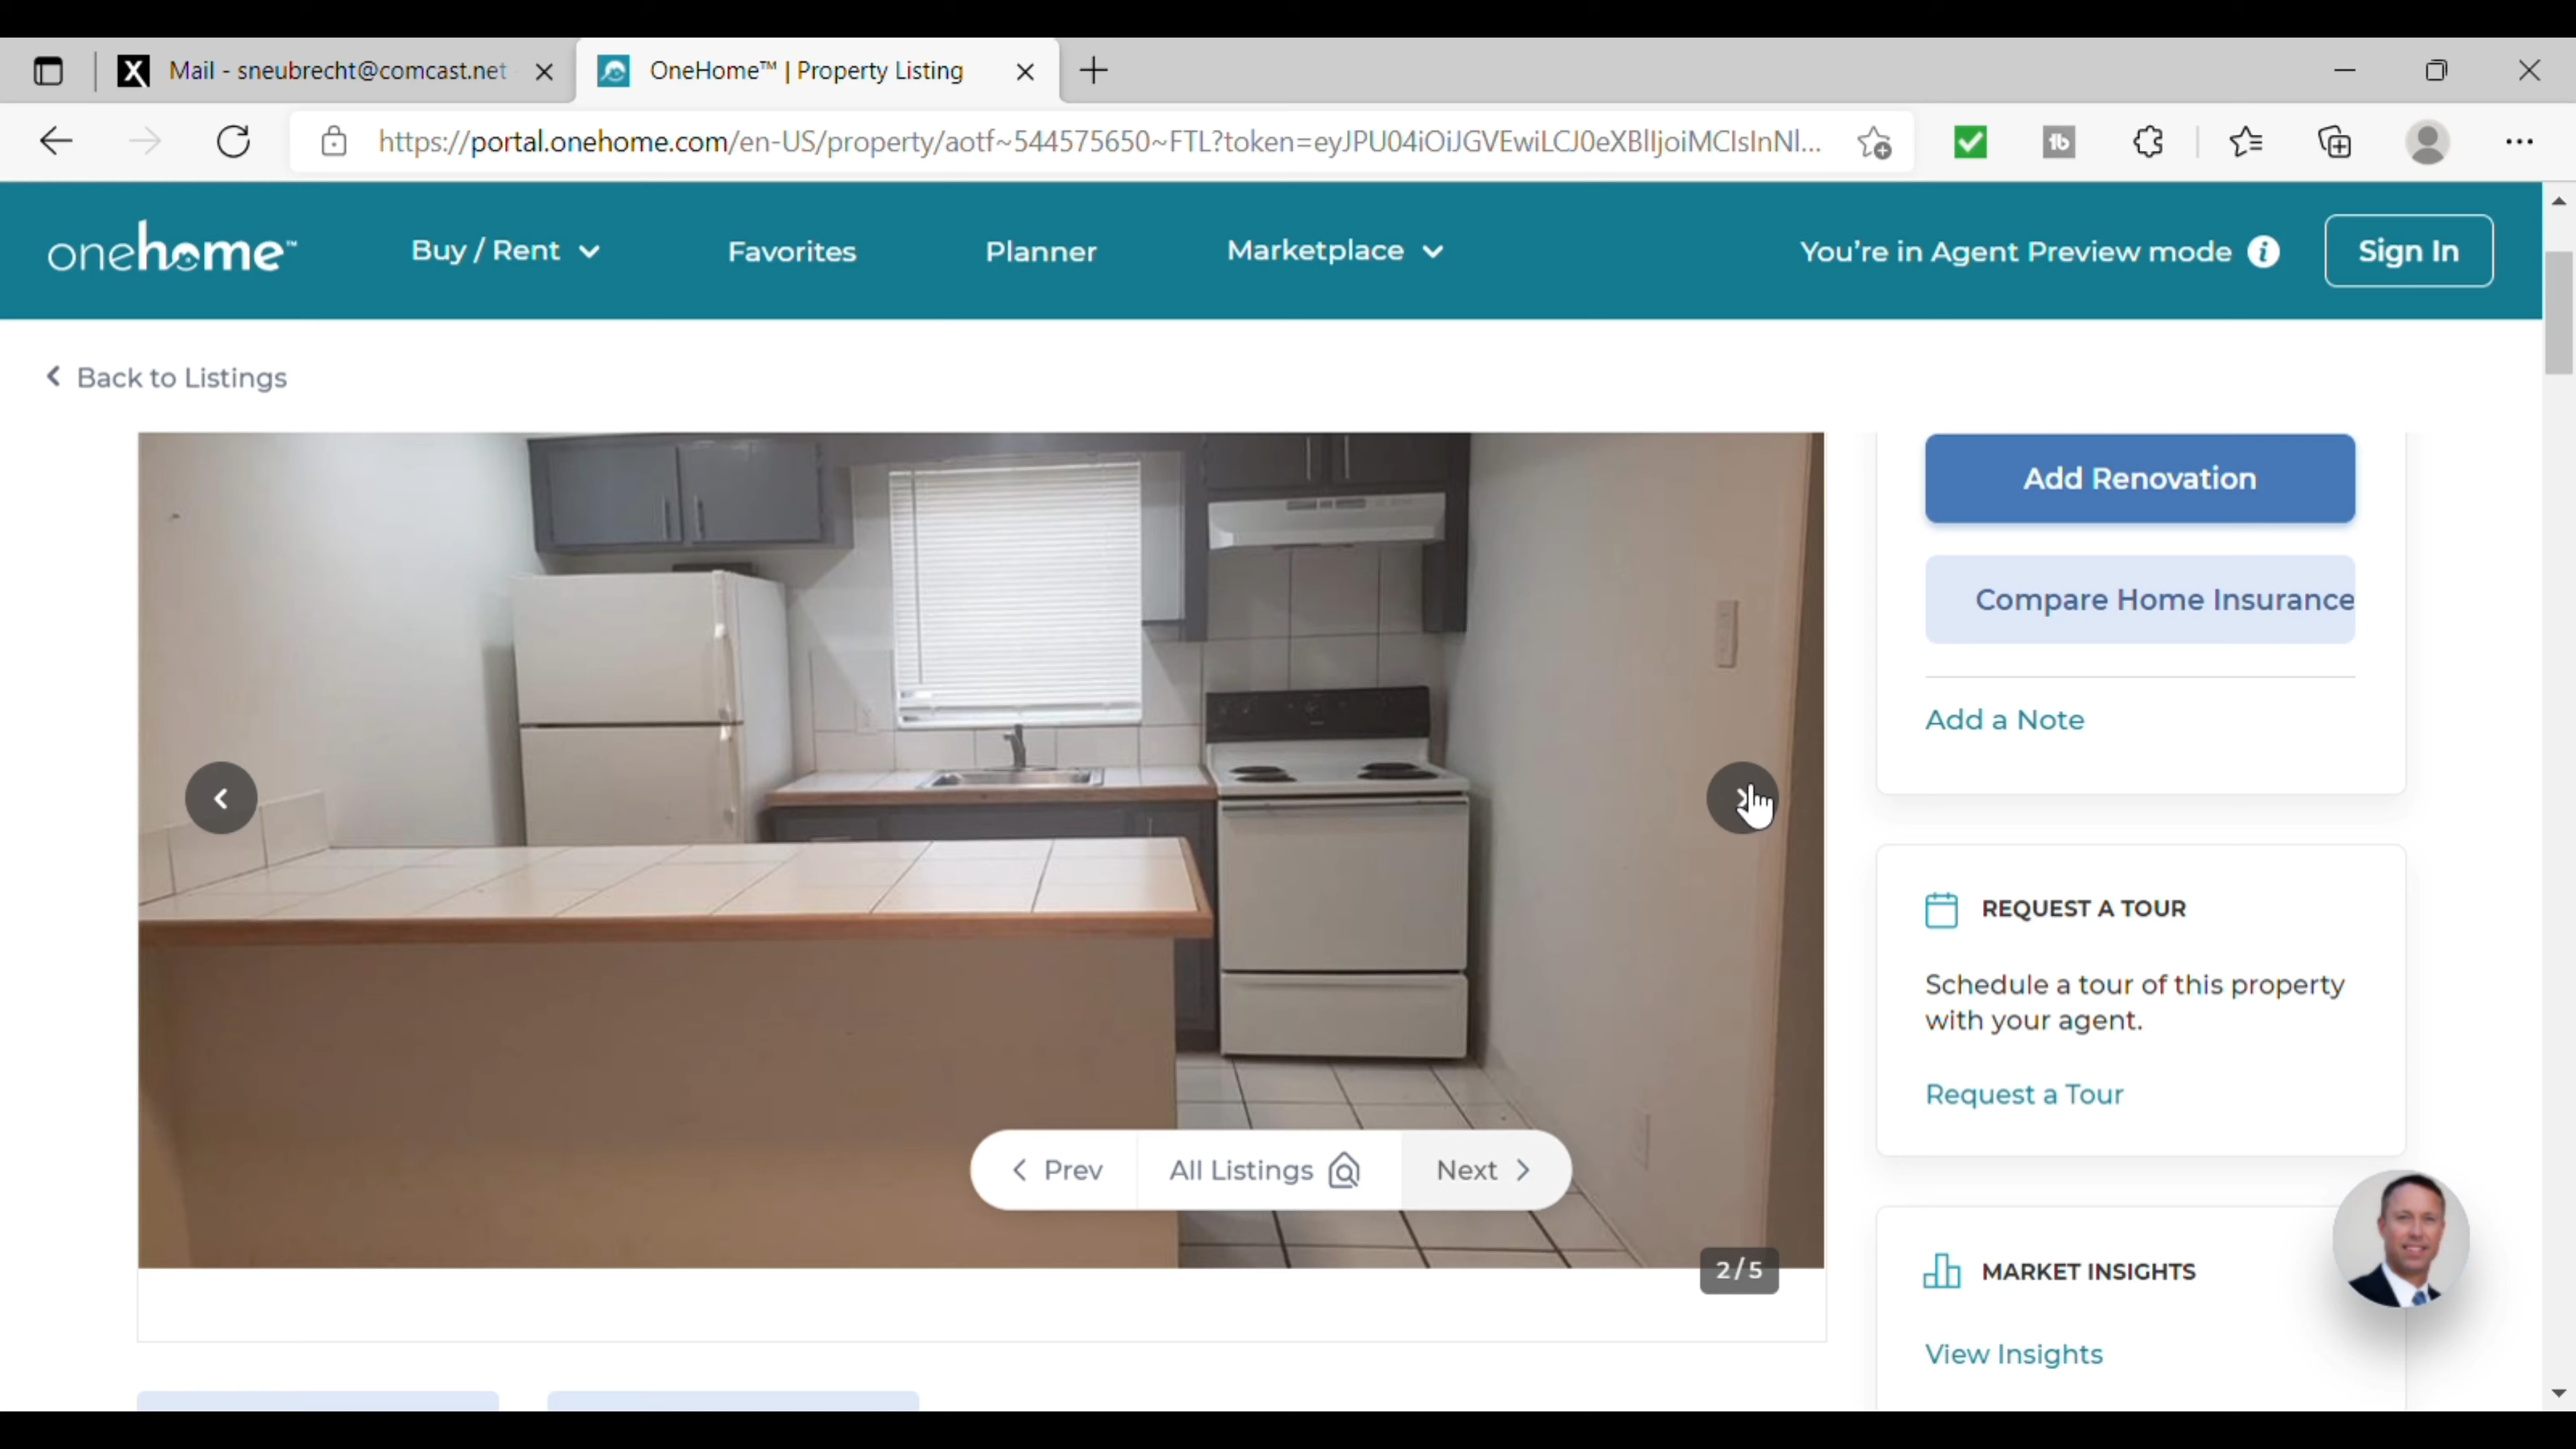 Mail - sneubrecht@comcast.net
OneHome™ | Property Listing
https://portal.onehome.com/en-US/property/aotf~544575650~FTL?token=eyJPU04iOiJGVEwiLCJ0eXBlIjoiMCIsInNl...
onehome™
Buy / Rent
Favorites
Planner
Marketplace
You're in Agent Preview mode
Sign In
Back to Listings
Add Renovation
Compare Home Insurance
Add a Note
REQUEST A TOUR
Schedule a tour of this property
with your agent.
Request a Tour
Prev
All Listings
Next
2/5
MARKET INSIGHTS
View Insights